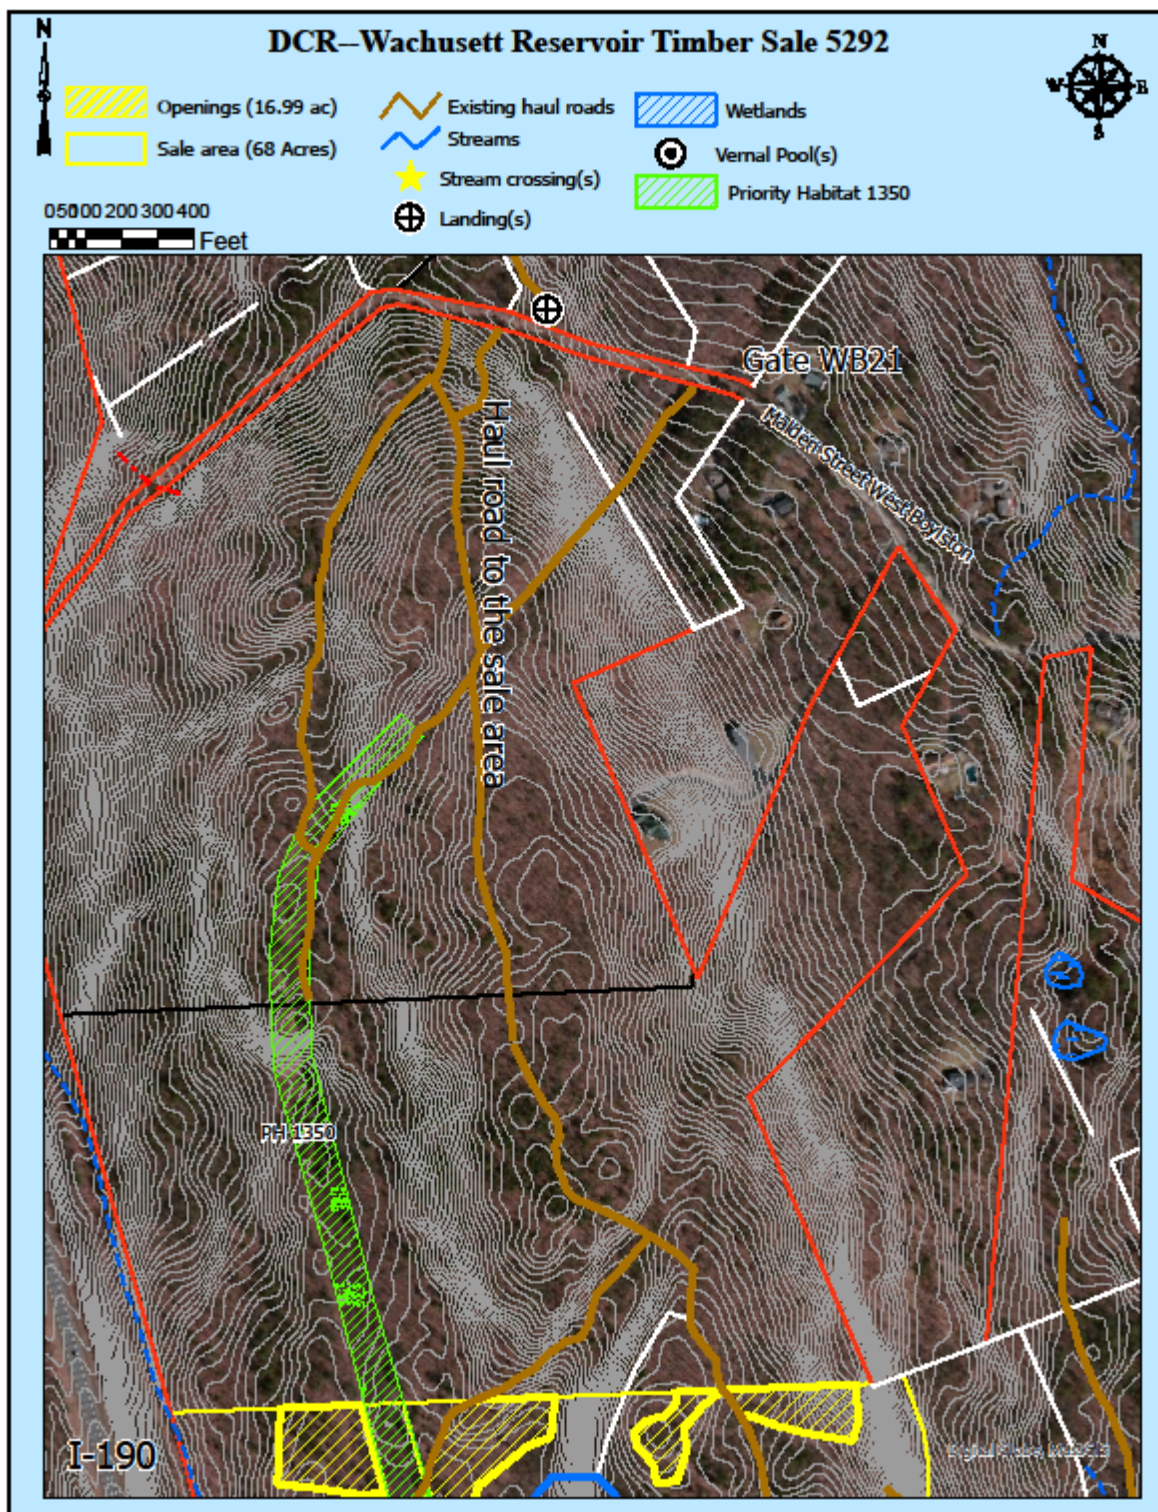 DCR--Wachusett Reservoir Timber Sale 5292
N
N
W
E
S
Openings (16.99 ac)
Sale area (68 Acres)
Existing haul roads
Streams
Stream crossing(s)
Landing(s)
Wetlands
Vernal Pool(s)
Priority Habitat 1350
0 50 100 200 300 400
Feet
Gate WB21
Malden Street West Boylston
Haul road to the sale area
PH 1350
I-190